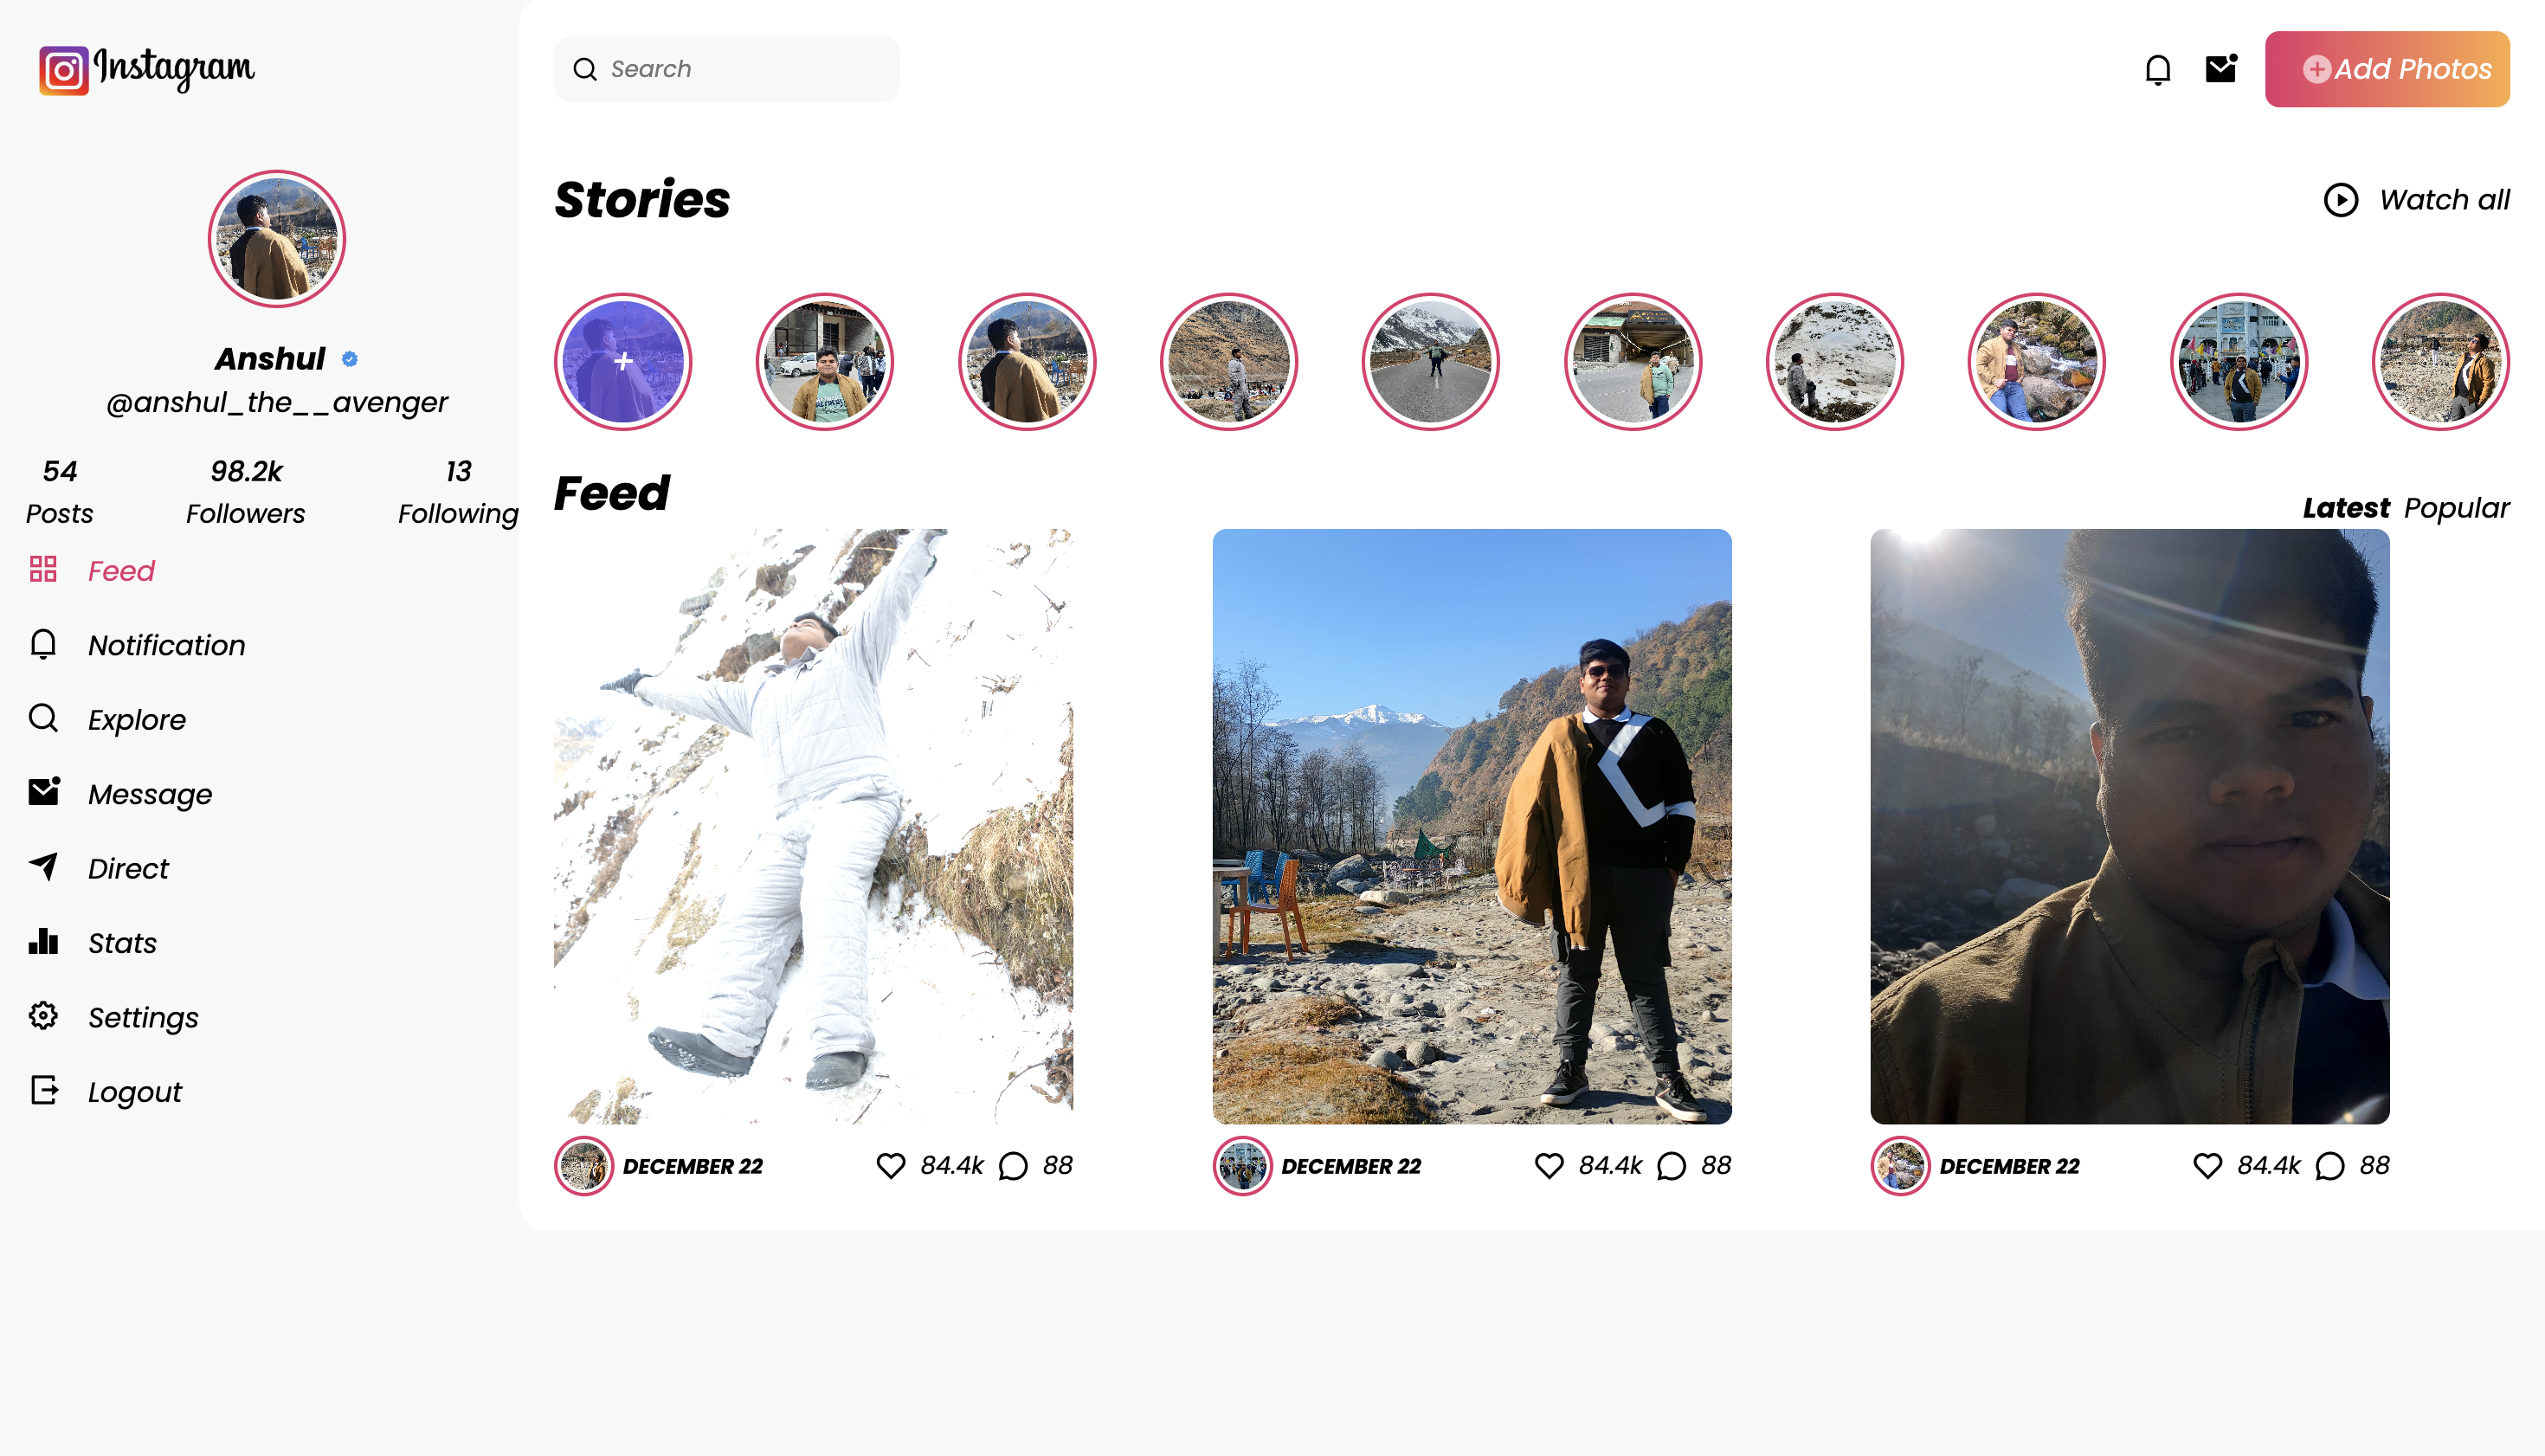 Instagram
Search
Add Photos
Anshul
@anshul_the__avenger
54
Posts
98.2k
Followers
13
Following
Feed
Notification
Explore
Message
Direct
Stats
Settings
Logout
Stories
Watch all
+
Feed
Latest Popular
DECEMBER 22 84.4k 88
DECEMBER 22 84.4k 88
DECEMBER 22 84.4k 88